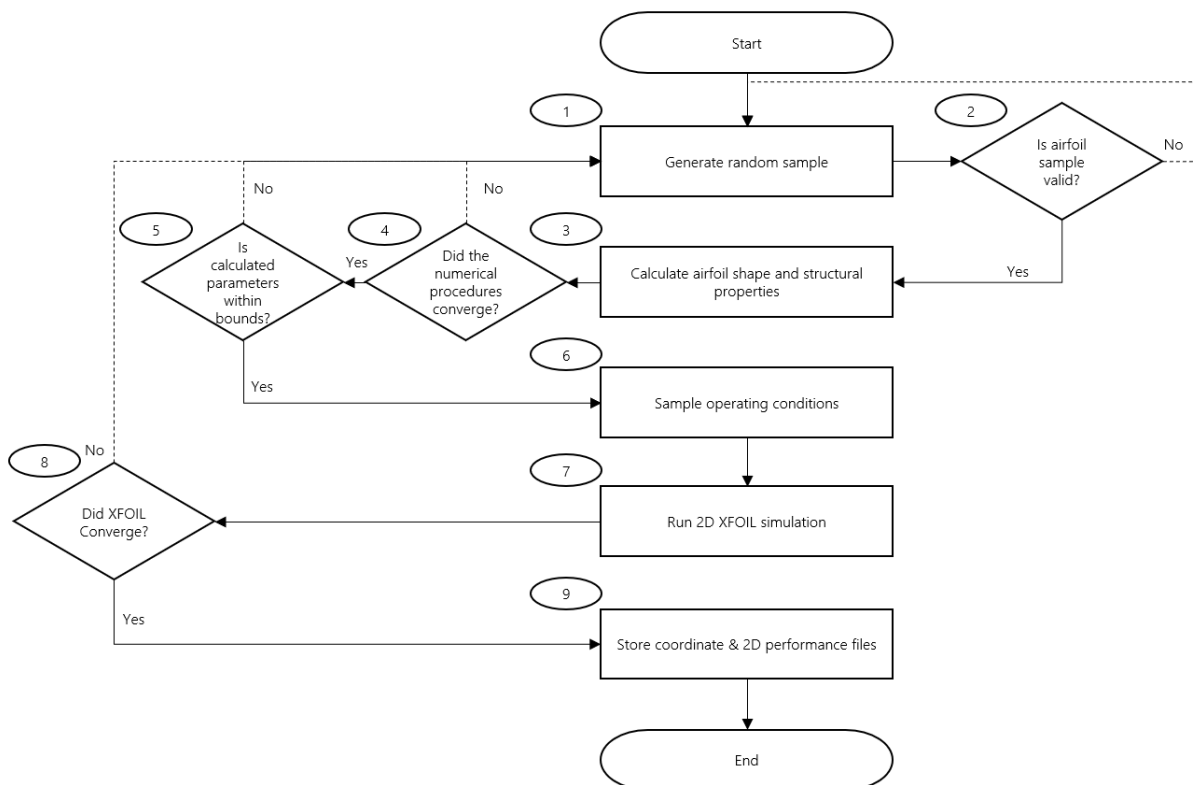 Start
1
Generate random sample
2
Is airfoil
sample
valid?
No
Yes
3
Calculate airfoil shape and structural
properties
4
Did the
numerical
procedures
converge?
No
Yes
5
Is
calculated
parameters
within
bounds?
No
Yes
6
Sample operating conditions
7
Run 2D XFOIL simulation
8
Did XFOIL
Converge?
No
Yes
9
Store coordinate & 2D performance files
End